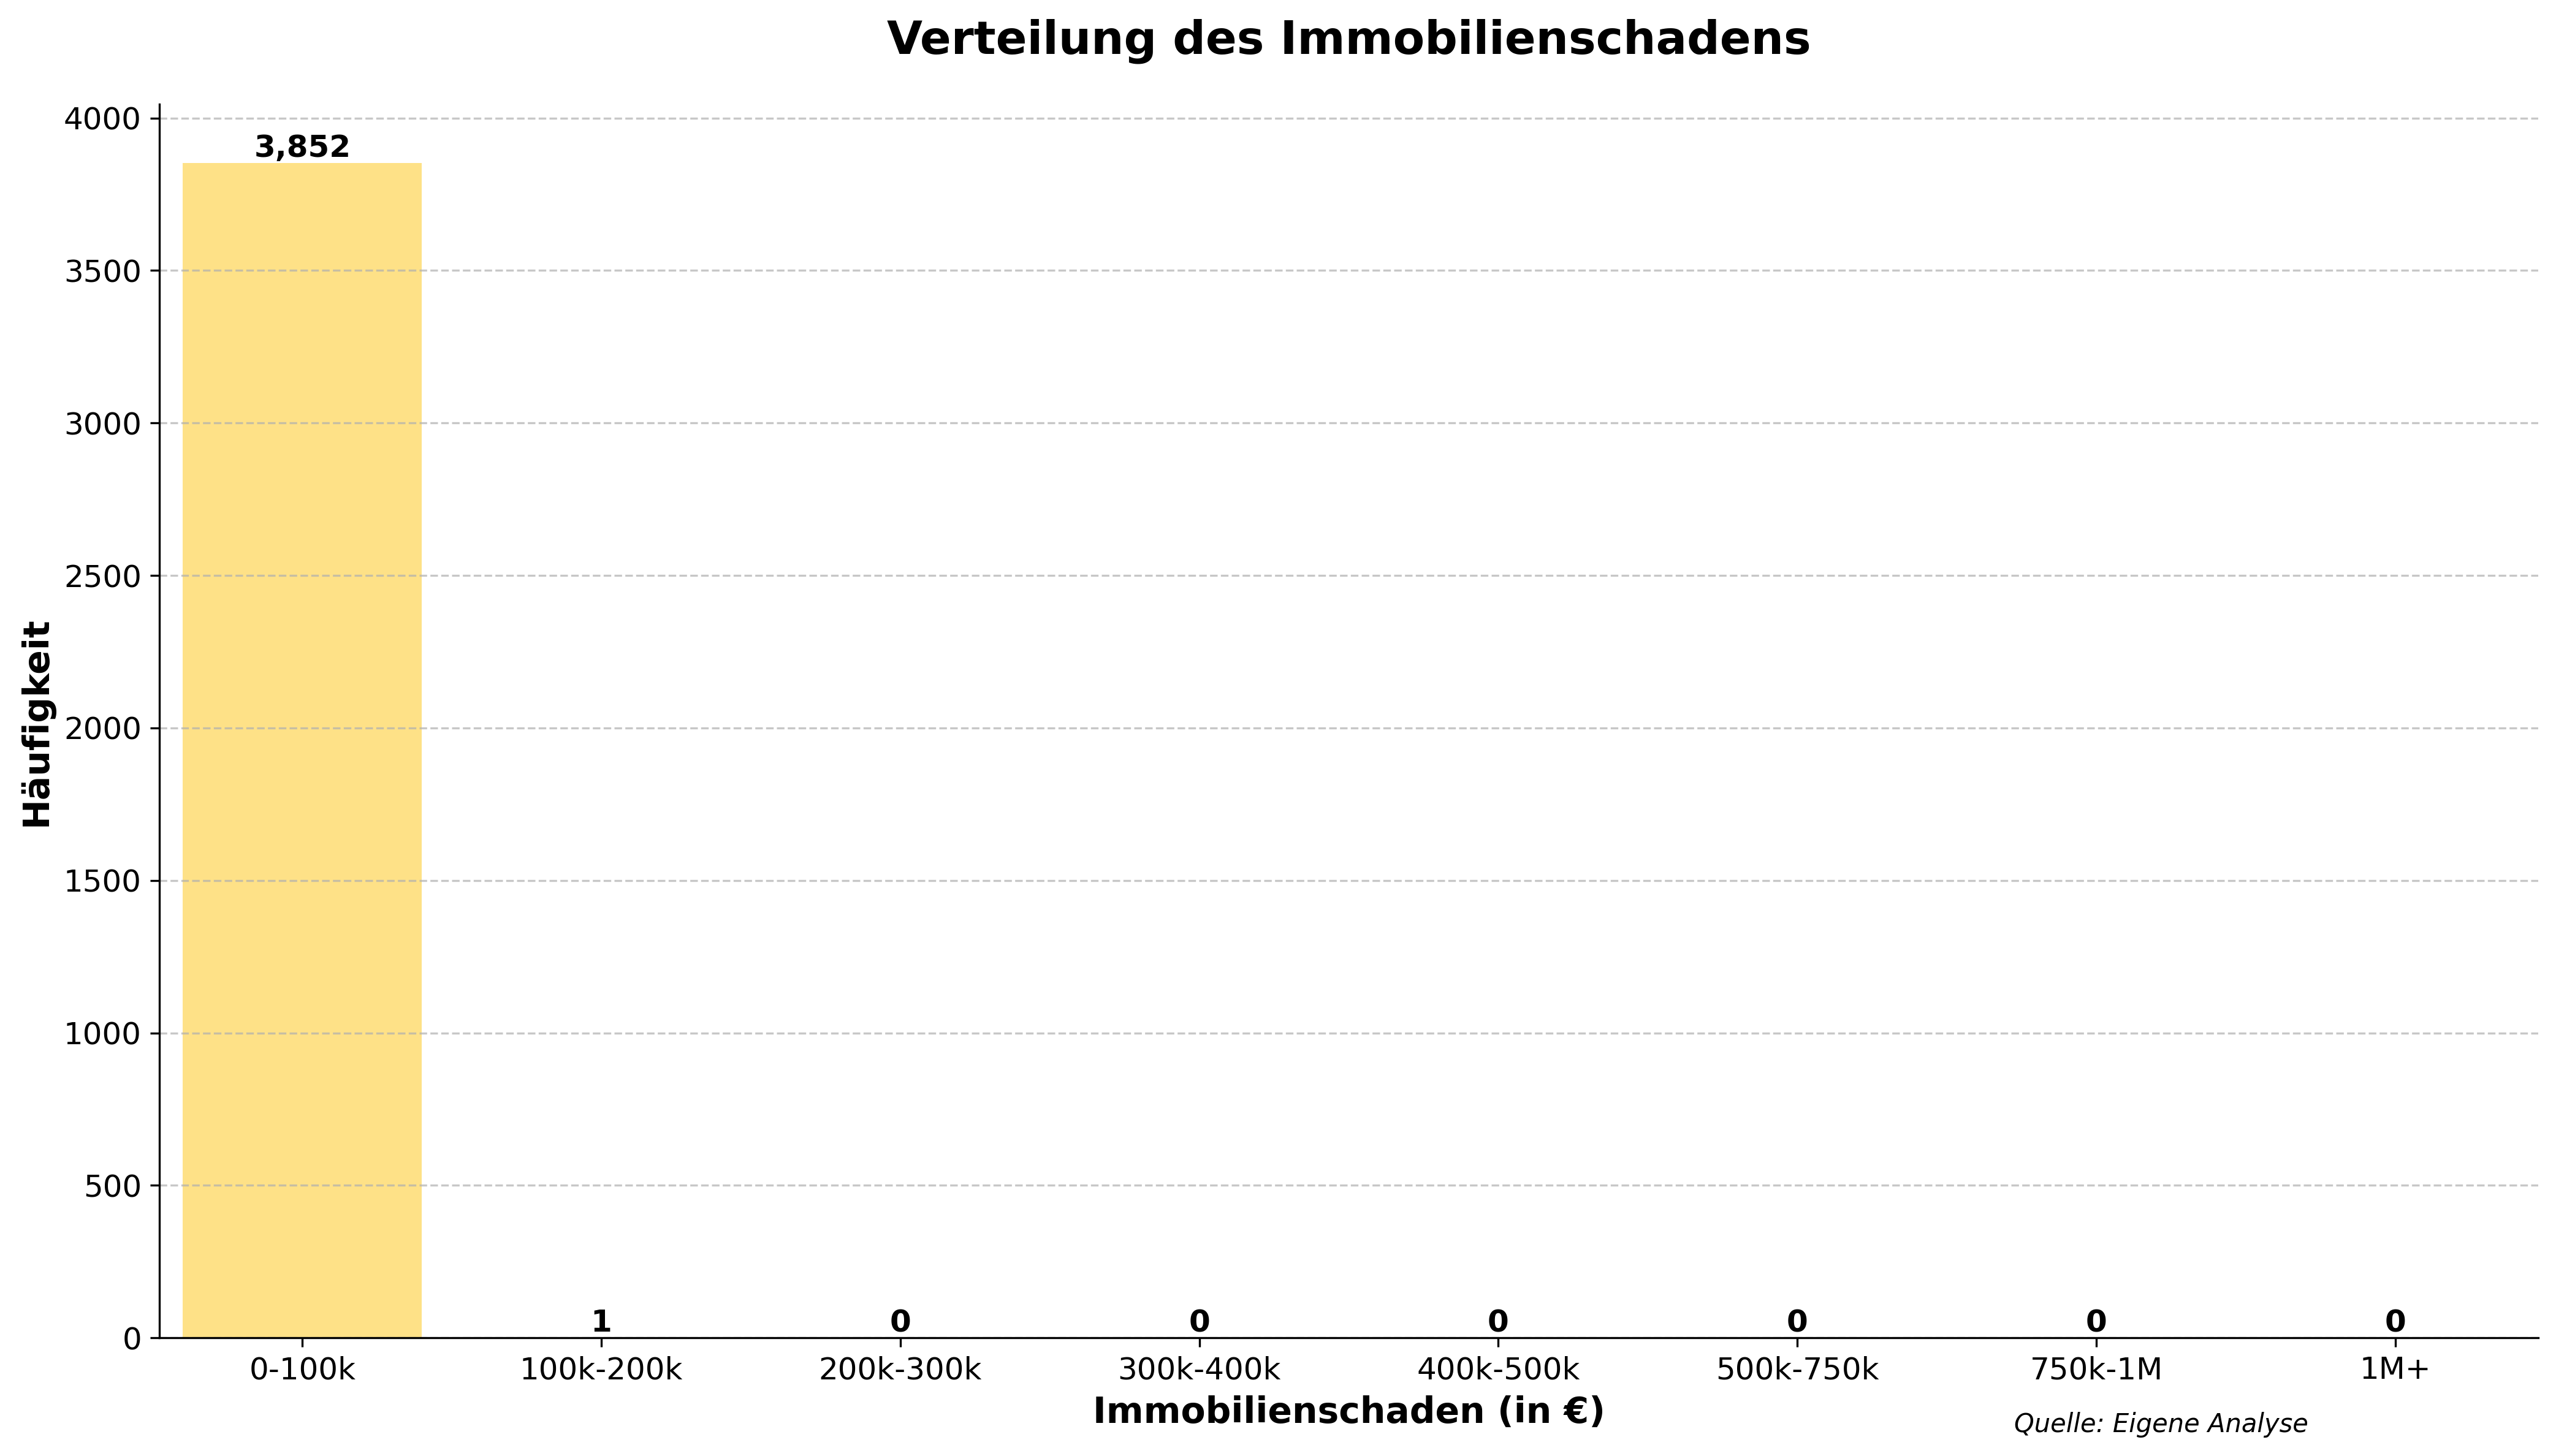 Verteilung des Immobilienschadens
Häufigkeit
4000
3500
3000
2500
2000
1500
1000
500
0
3,852
1
0
0
0
0
0
0
0-100k
100k-200k
200k-300k
300k-400k
400k-500k
500k-750k
750k-1M
1M+
Immobilienschaden (in €)
Quelle: Eigene Analyse